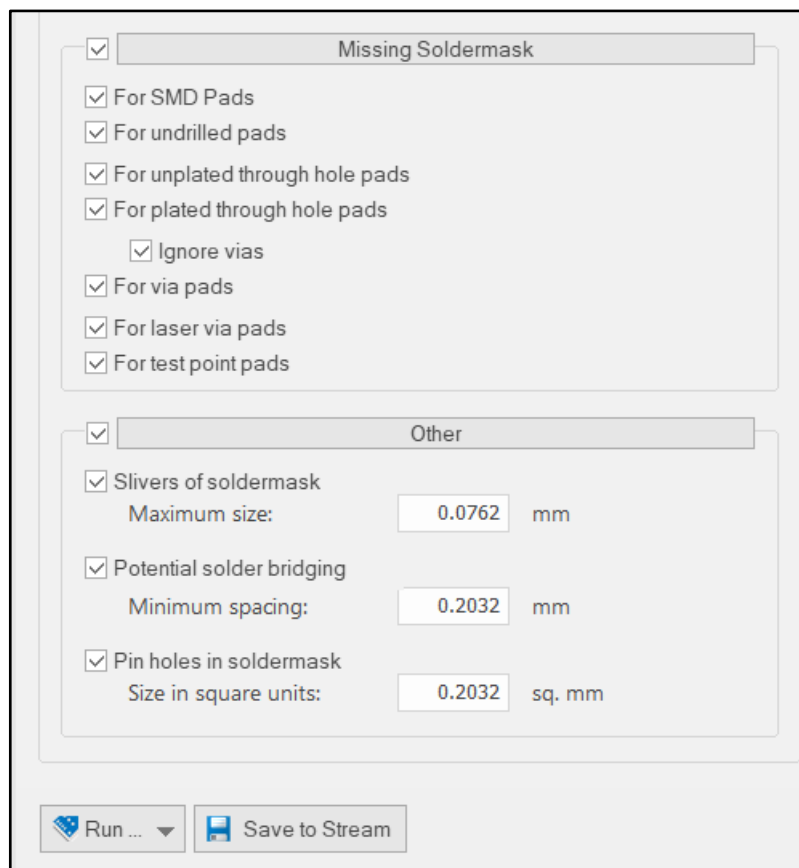 Missing Soldermask
For SMD Pads
For undrilled pads
For unplated through hole pads
For plated through hole pads
Ignore vias
For via pads
For laser via pads
For test point pads
Other
Slivers of soldermask
Maximum size: 0.0762 mm
Potential solder bridging
Minimum spacing: 0.2032 mm
Pin holes in soldermask
Size in square units: 0.2032 sq. mm
Run ... Save to Stream